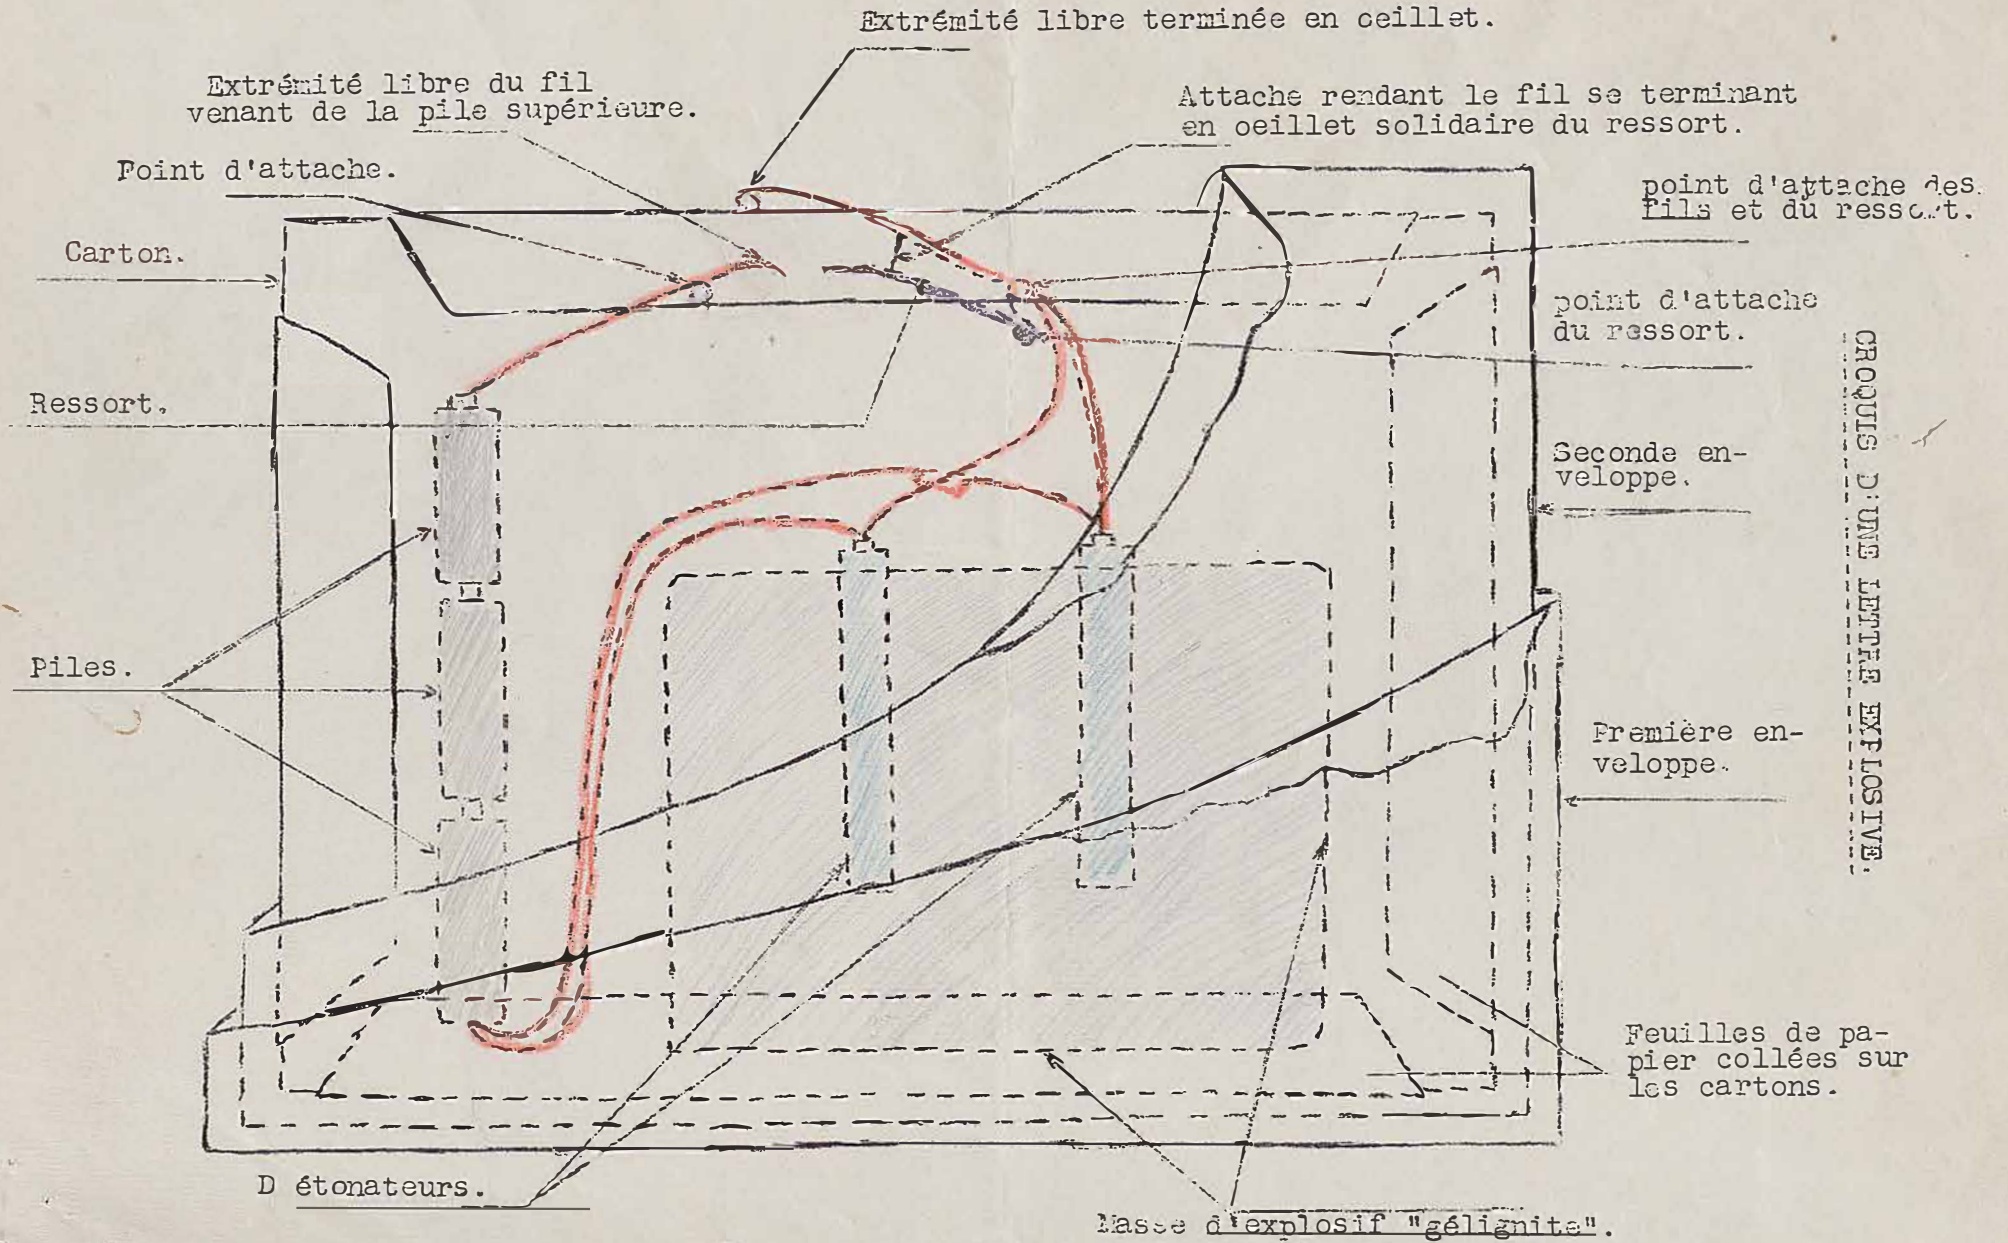 Extrémité libre terminée en oeillet.
Extrémité libre du fil
venant de la pile supérieure.
Attache rendant le fil se terminant
en oeillet solidaire du ressort.
Point d'attache.
point d'attache des
fils et du ressort.
Carton.
point d'attache
du ressort.
Ressort.
Seconde en-
veloppe.
CROQUIS D'UNE LETTRE EXPLOSIVE.
Piles.
Première en-
veloppe.
Feuilles de pa-
pier collées sur
les cartons.
D étonateurs.
Masse d'explosif "gélignite".